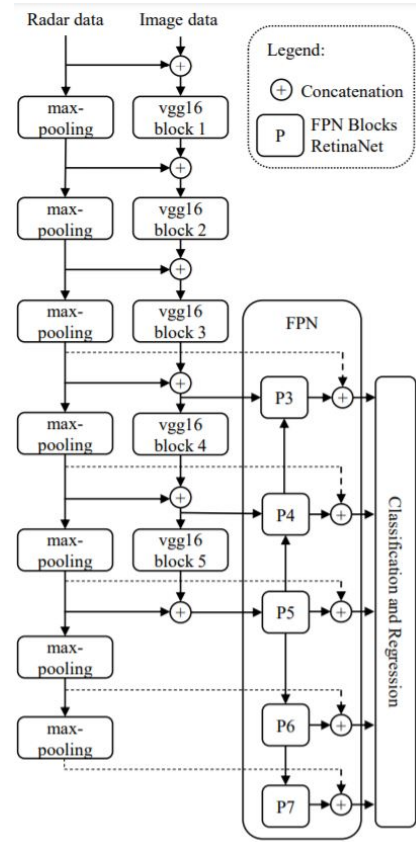 Radar data
Image data
Legend:
Concatenation
P
FPN Blocks
RetinaNet
max-
pooling
vgg16
block 1
max-
pooling
vgg16
block 2
max-
pooling
vgg16
block 3
FPN
P3
max-
pooling
vgg16
block 4
P4
max-
pooling
vgg16
block 5
P5
max-
pooling
max-
pooling
P6
P7
Classification and Regression